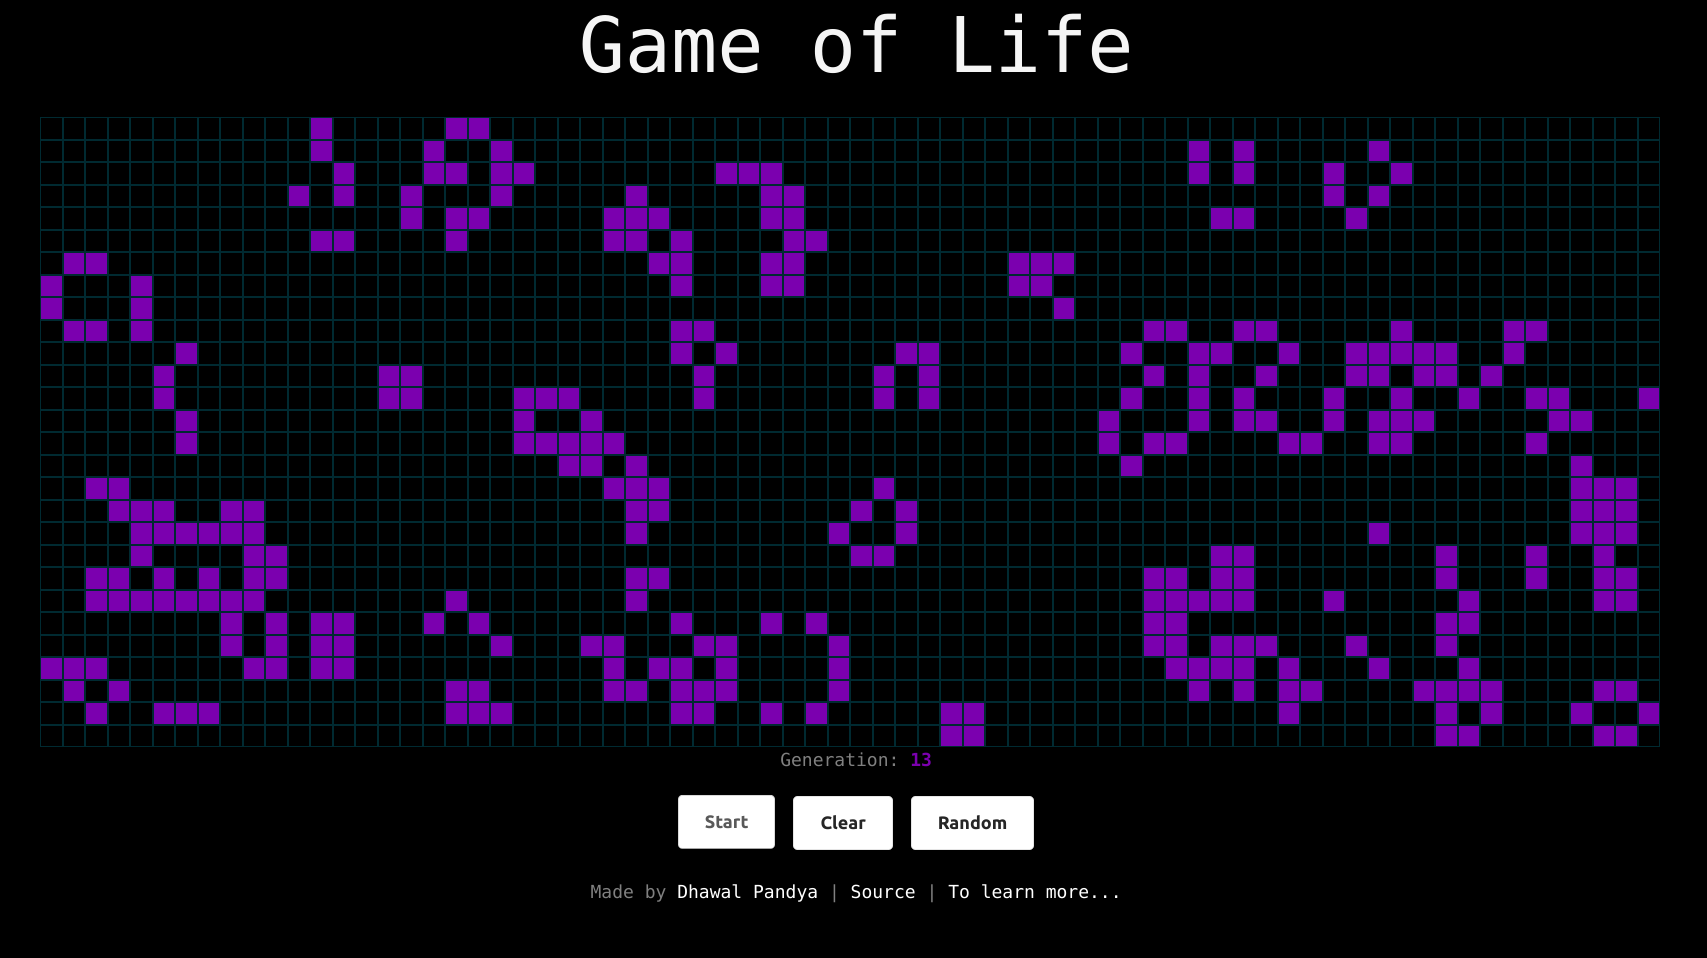 Game of Life
Generation: 13
Start Clear Random
Made by Dhawal Pandya | Source | To learn more...